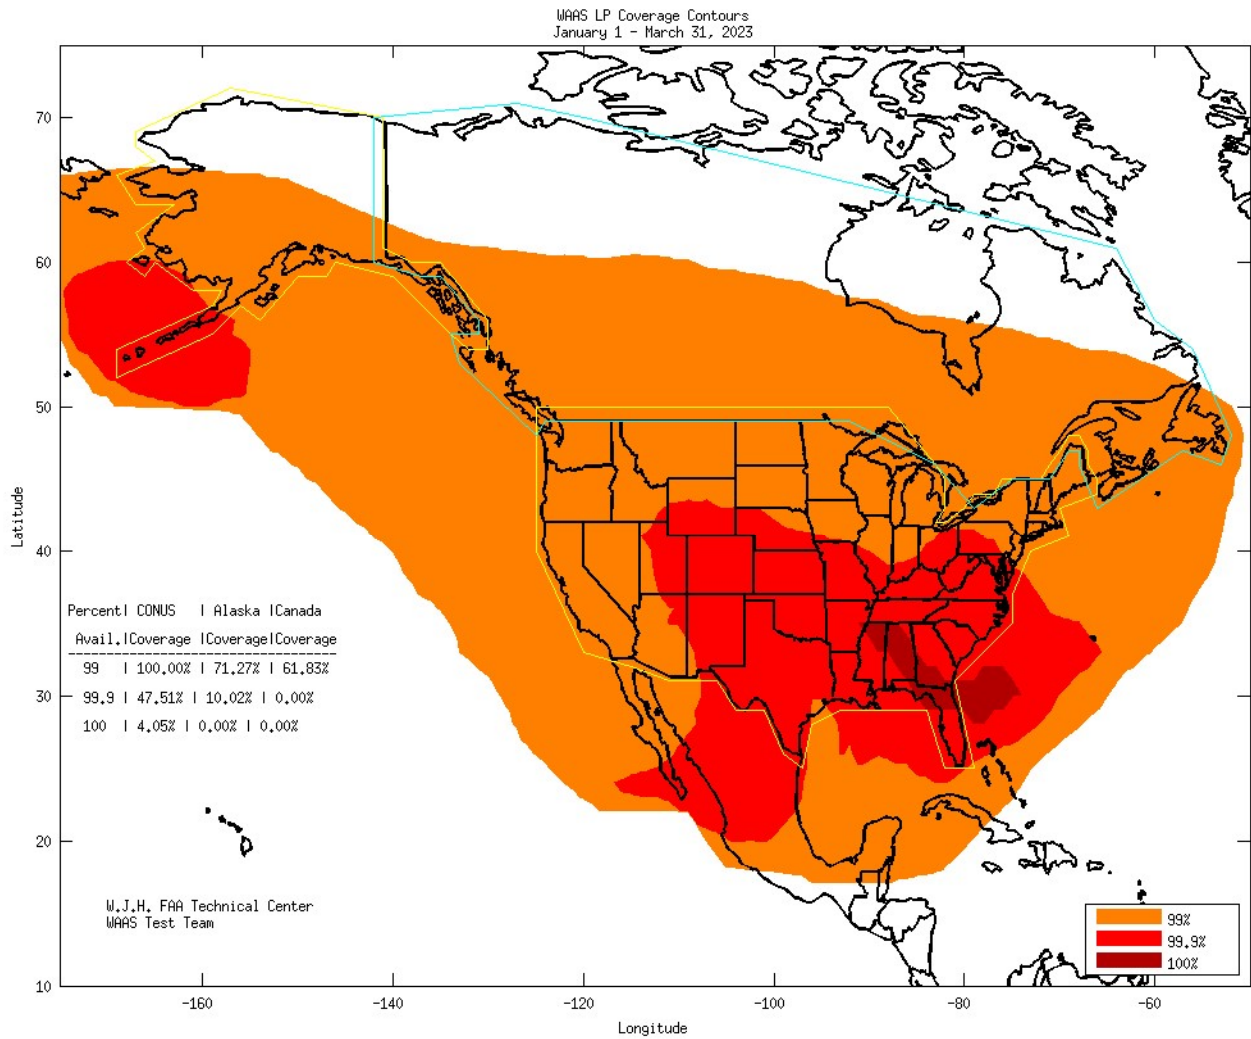 WAAS LP Coverage Contours
January 1 - March 31, 2023
70
60
50
40
30
20
10
Latitude
Percent| CONUS | Alaska |Canada
Avail.|Coverage |Coverage|Coverage
------------------------------------
99 | 100.00% | 71.27% | 61.83%
99.9 | 47.51% | 10.02% | 0.00%
100 | 4.05% | 0.00% | 0.00%
W.J.H. FAA Technical Center
WAAS Test Team
99%
99.9%
100%
-160 -140 -120 -100 -80 -60
Longitude